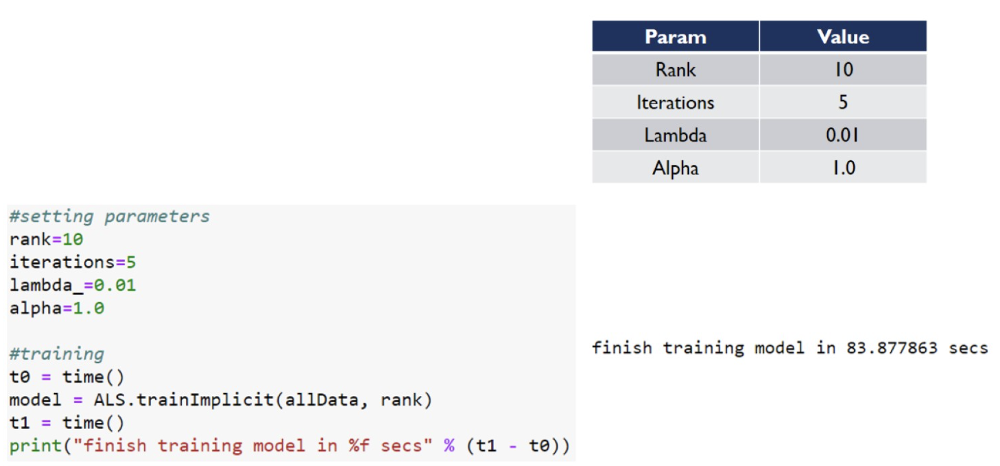 Param Value
Rank 10
Iterations 5
Lambda 0.01
Alpha 1.0
#setting parameters
rank=10
iterations=5
lambda_=0.01
alpha=1.0
#training
t0 = time()
model = ALS.trainImplicit(allData, rank)
t1 = time()
print("finish training model in %f secs" % (t1 - t0))
finish training model in 83.877863 secs